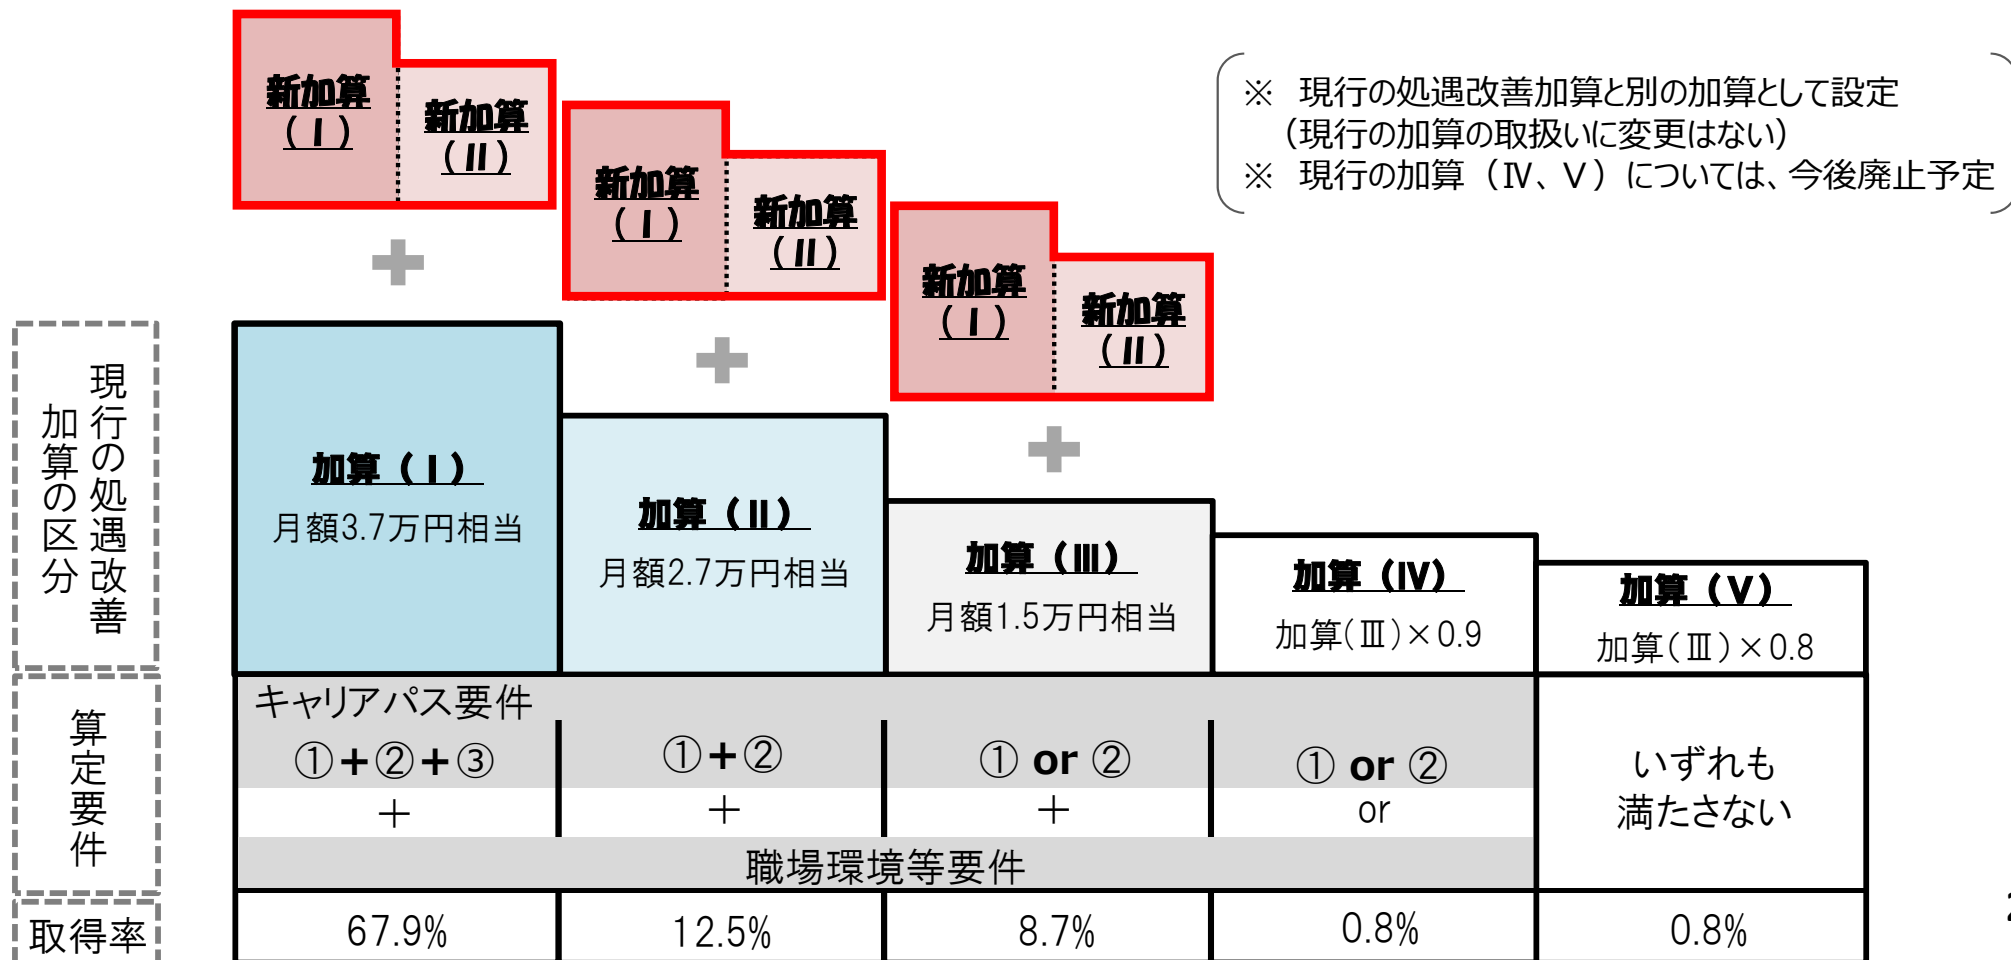 新加算
(Ⅰ)
新加算
(Ⅱ)
新加算
(Ⅰ)
新加算
(Ⅱ)
新加算
(Ⅰ)
新加算
(Ⅱ)
※ 現行の処遇改善加算と別の加算として設定
（現行の加算の取扱いに変更はない）
※ 現行の加算（Ⅳ、Ⅴ）については、今後廃止予定
現行の処遇改善
加算の区分
加算（Ⅰ）
月額3.7万円相当
加算（Ⅱ）
月額2.7万円相当
加算（Ⅲ）
月額1.5万円相当
加算（Ⅳ）
加算(Ⅲ)×0.9
加算（Ⅴ）
加算(Ⅲ)×0.8
算定要件
キャリアパス要件
①+②+③
①+②
① or ②
① or ②
＋
＋
＋
or
職場環境等要件
いずれも
満たさない
取得率
67.9%
12.5%
8.7%
0.8%
0.8%